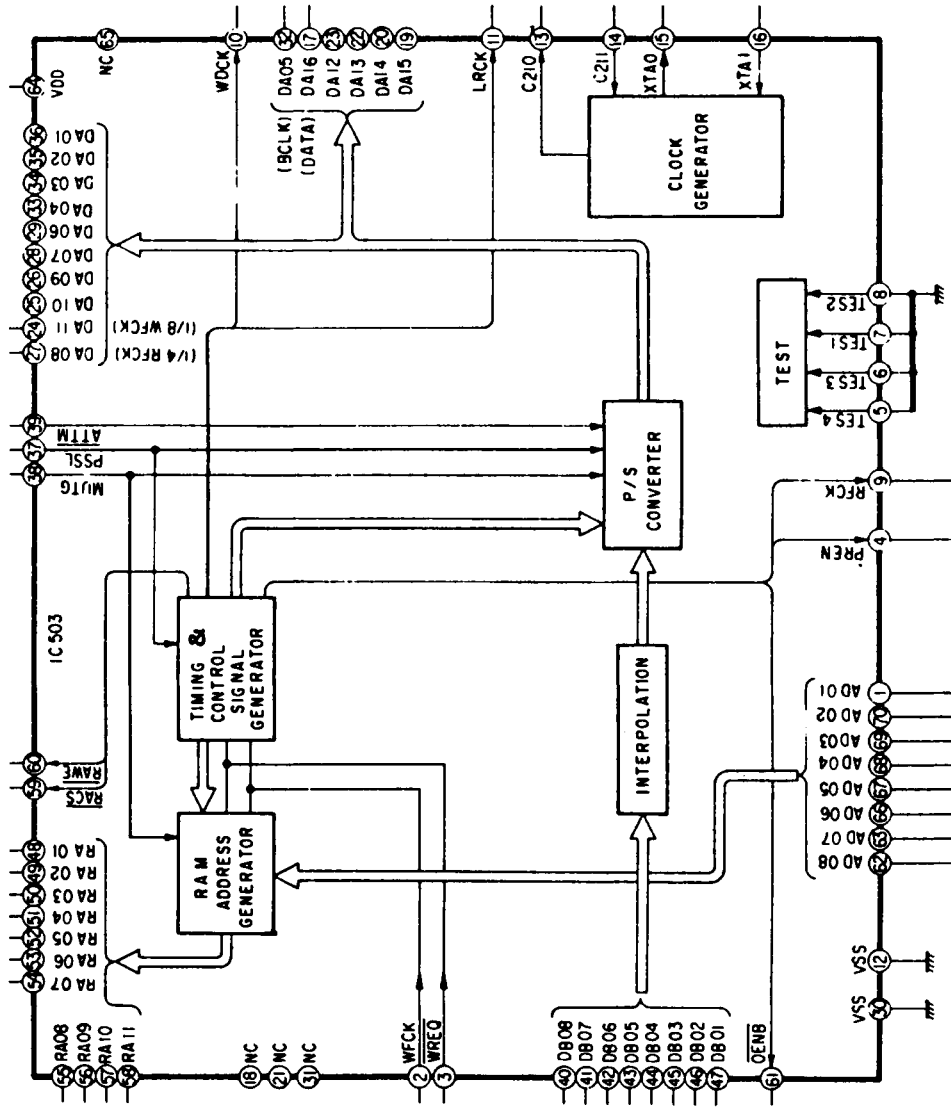 64 VDD
65 NC
10 WDCK
32 DA05 (BCLK)
17 DA16 (DATA)
23 DA12
22 DA13
20 DA14
19 DA15
11 LRCK
13 C210
14 C211
15 XTAO
16 XTA1
CLOCK
GENERATOR
36 DA01
35 DA02
34 DA03
33 DA04
29 DA06
28 DA07
26 DA09
25 DA10
24 DA11 (1/8 WFCK)
27 DA08 (1/4 RFCK)
39 ATTM
37 PSSL
38 MUTG
TEST
8 TES2
7 TES1
6 TES3
5 TES4
P/S
CONVERTER
9 RFCK
4 PREN
IC503
TIMING &
CONTROL
SIGNAL
GENERATOR
60 RAWE
59 RACS
INTERPOLATION
RAM
ADDRESS
GENERATOR
48 RA01
49 RA02
50 RA03
51 RA04
52 RA05
53 RA06
54 RA07
55 RA08
56 RA09
57 RA10
58 RA11
1 AD01
70 AD02
69 AD03
68 AD04
67 AD05
66 AD06
63 AD07
62 AD08
12 VSS
30 VSS
18 NC
21 NC
31 NC
2 WFCK
3 WREQ
40 DB08
41 DB07
42 DB06
43 DB05
44 DB04
45 DB03
46 DB02
47 DB01
61 OENB